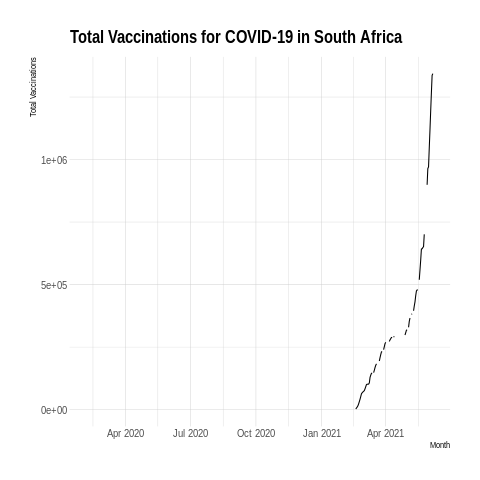 Total Vaccinations for COVID-19 in South Africa
Total Vaccinations
1e+06
5e+05
0e+00
Apr 2020 Jul 2020 Oct 2020 Jan 2021 Apr 2021
Month